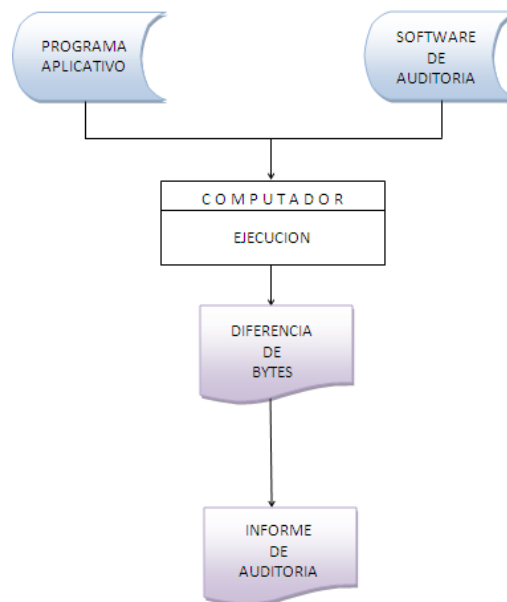 PROGRAMA
APLICATIVO
SOFTWARE
DE
AUDITORIA
C O M P U T A D O R
EJECUCION
DIFERENCIA
DE
BYTES
INFORME
DE
AUDITORIA